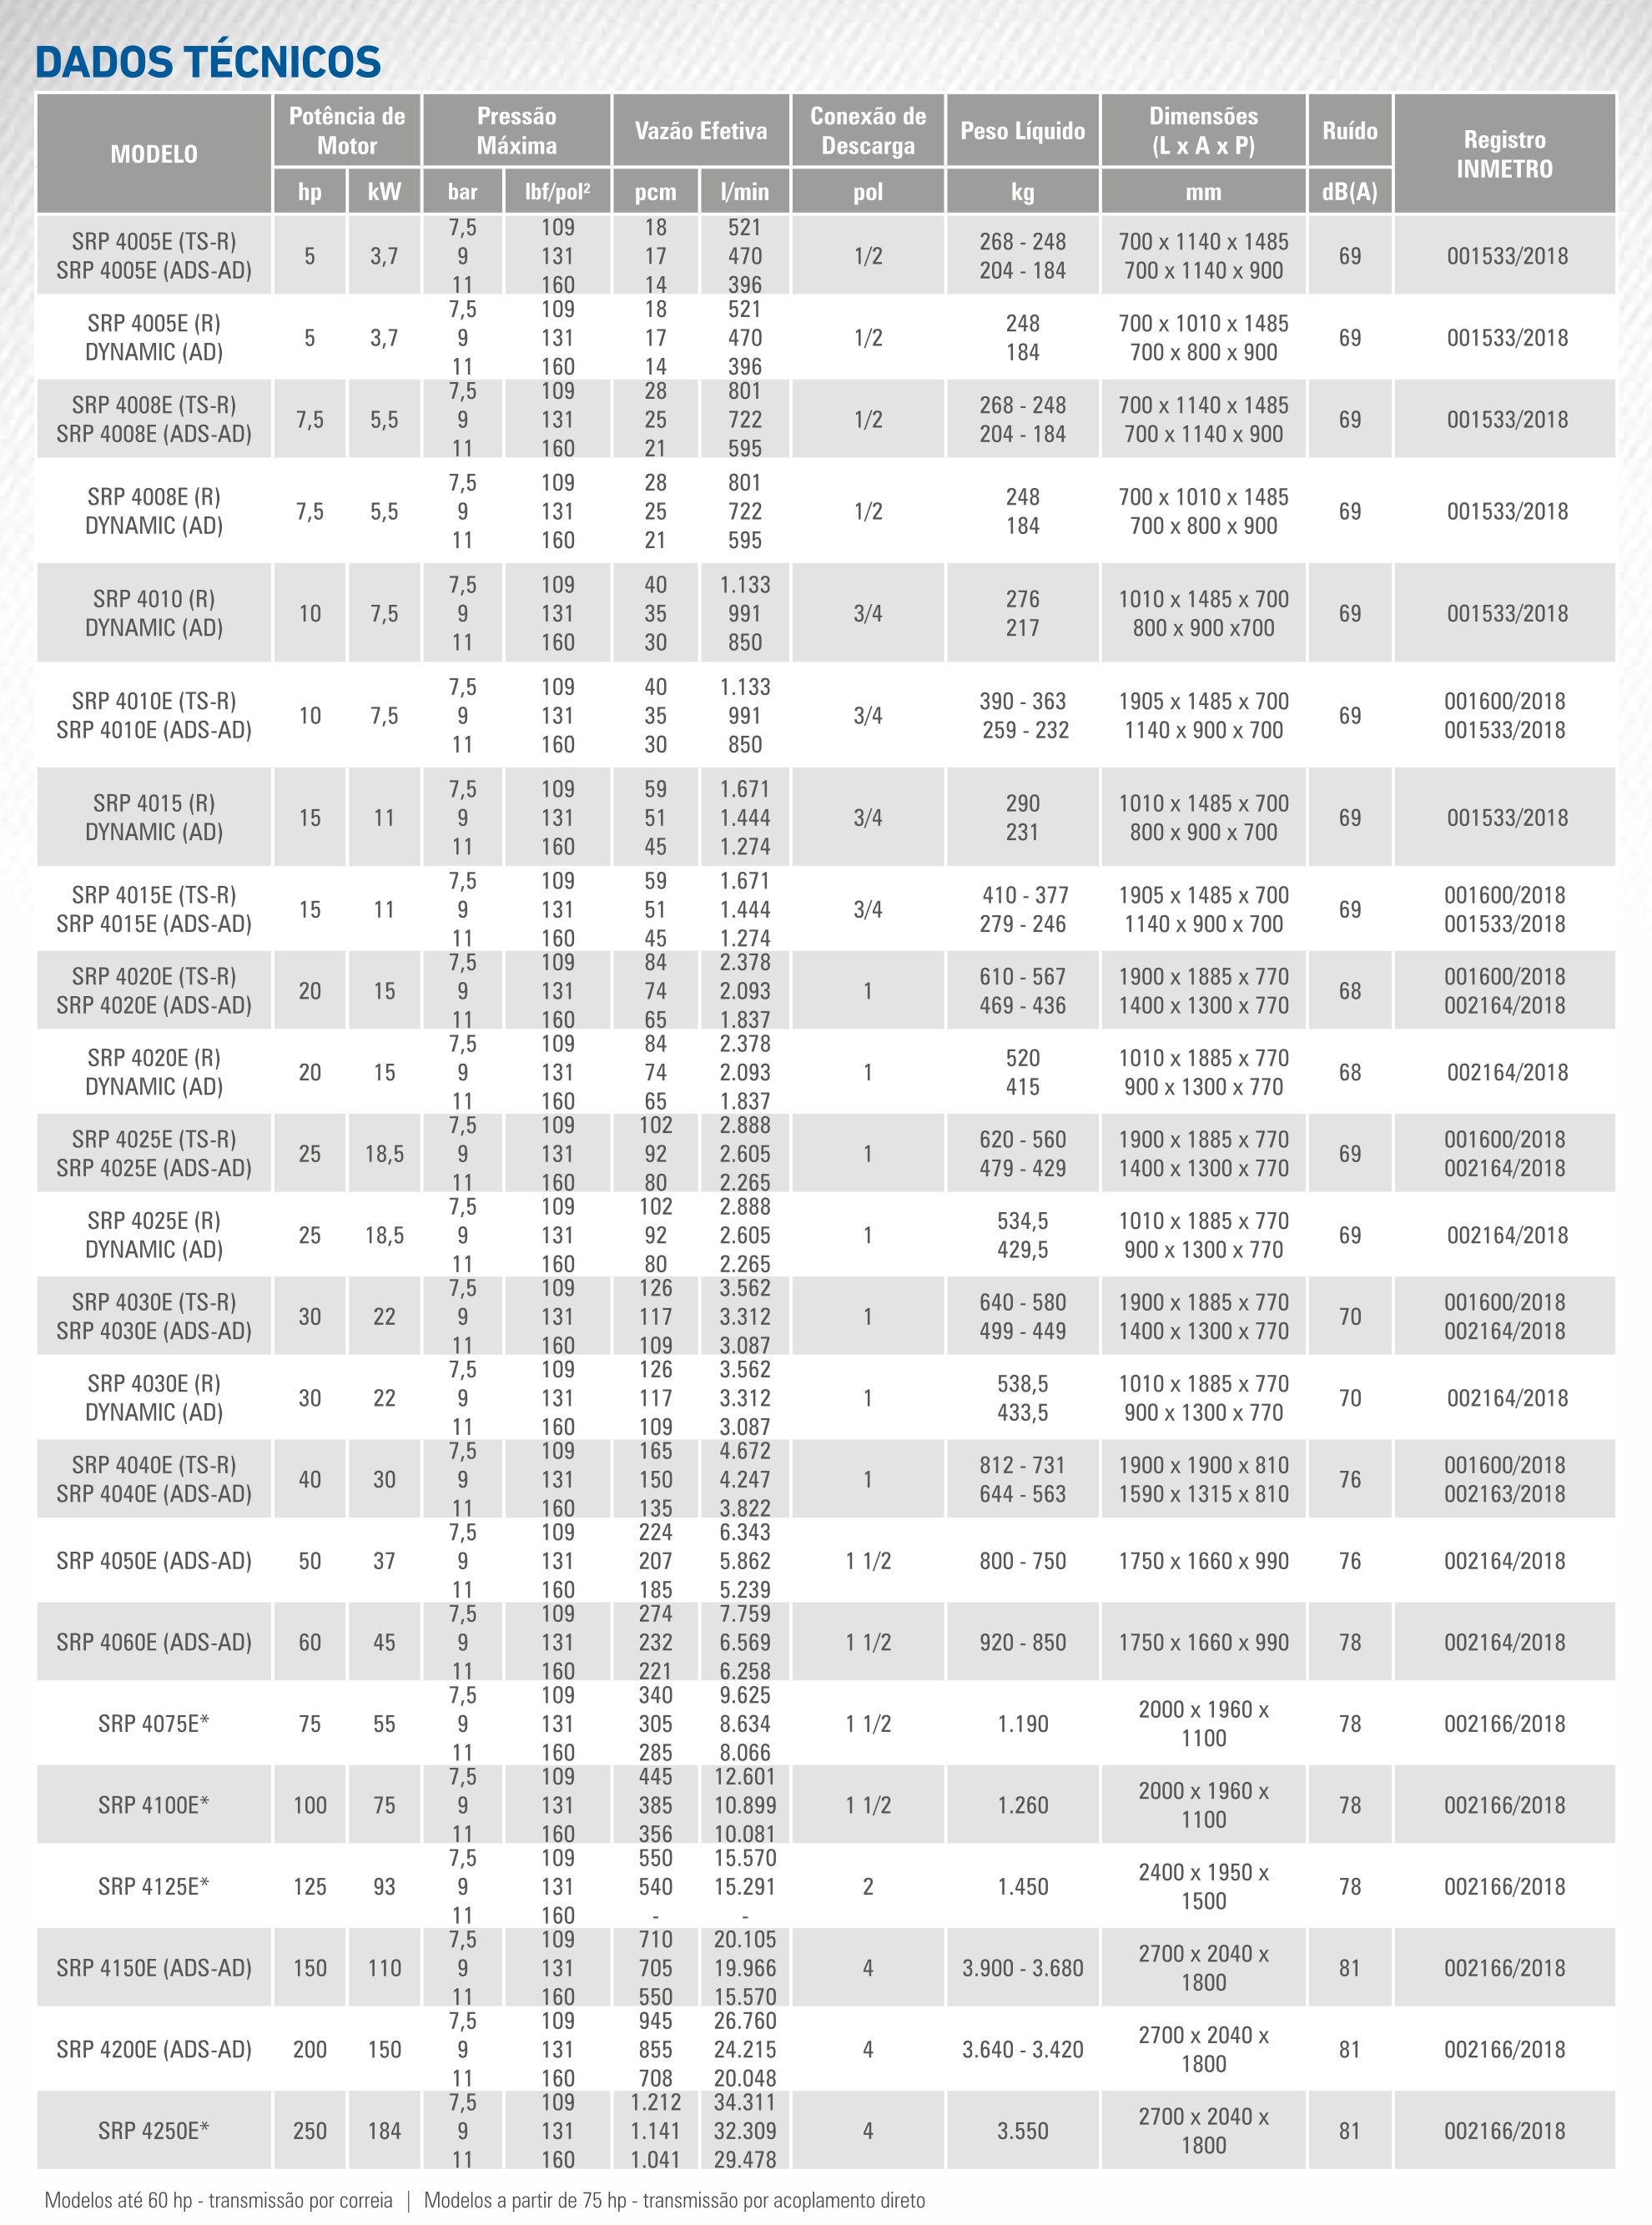 DADOS TÉCNICOS
MODELO
Potência de Motor
Pressão Máxima
Vazão Efetiva
Conexão de Descarga
Peso Líquido
Dimensões (L x A x P)
Ruído
Registro INMETRO
hp kW bar lbf/pol² pcm l/min pol kg mm dB(A)
7,5 109 18 521
SRP 4005E (TS-R) 268 - 248 700 x 1140 x 1485
5 3,7 9 131 17 470 1/2 69 001533/2018
SRP 4005E (ADS-AD) 204 - 184 700 x 1140 x 900
11 160 14 396
7,5 109 18 521
SRP 4005E (R) 248 700 x 1010 x 1485
5 3,7 9 131 17 470 1/2 69 001533/2018
DYNAMIC (AD) 184 700 x 800 x 900
11 160 14 396
7,5 109 28 801
SRP 4008E (TS-R) 268 - 248 700 x 1140 x 1485
7,5 5,5 9 131 25 722 1/2 69 001533/2018
SRP 4008E (ADS-AD) 204 - 184 700 x 1140 x 900
11 160 21 595
7,5 109 28 801
SRP 4008E (R) 248 700 x 1010 x 1485
7,5 5,5 9 131 25 722 1/2 69 001533/2018
DYNAMIC (AD) 184 700 x 800 x 900
11 160 21 595
7,5 109 40 1.133
SRP 4010 (R) 276 1010 x 1485 x 700
10 7,5 9 131 35 991 3/4 69 001533/2018
DYNAMIC (AD) 217 800 x 900 x700
11 160 30 850
7,5 109 40 1.133
SRP 4010E (TS-R) 390 - 363 1905 x 1485 x 700 001600/2018
10 7,5 9 131 35 991 3/4 69
SRP 4010E (ADS-AD) 259 - 232 1140 x 900 x 700 001533/2018
11 160 30 850
7,5 109 59 1.671
SRP 4015 (R) 290 1010 x 1485 x 700
15 11 9 131 51 1.444 3/4 69 001533/2018
DYNAMIC (AD) 231 800 x 900 x 700
11 160 45 1.274
7,5 109 59 1.671
SRP 4015E (TS-R) 410 - 377 1905 x 1485 x 700 001600/2018
15 11 9 131 51 1.444 3/4 69
SRP 4015E (ADS-AD) 279 - 246 1140 x 900 x 700 001533/2018
11 160 45 1.274
7,5 109 84 2.378
SRP 4020E (TS-R) 610 - 567 1900 x 1885 x 770 001600/2018
20 15 9 131 74 2.093 1 68
SRP 4020E (ADS-AD) 469 - 436 1400 x 1300 x 770 002164/2018
11 160 65 1.837
7,5 109 84 2.378
SRP 4020E (R) 520 1010 x 1885 x 770
20 15 9 131 74 2.093 1 68 002164/2018
DYNAMIC (AD) 415 900 x 1300 x 770
11 160 65 1.837
7,5 109 102 2.888
SRP 4025E (TS-R) 620 - 560 1900 x 1885 x 770 001600/2018
25 18,5 9 131 92 2.605 1 69
SRP 4025E (ADS-AD) 479 - 429 1400 x 1300 x 770 002164/2018
11 160 80 2.265
7,5 109 102 2.888
SRP 4025E (R) 534,5 1010 x 1885 x 770
25 18,5 9 131 92 2.605 1 69 002164/2018
DYNAMIC (AD) 429,5 900 x 1300 x 770
11 160 80 2.265
7,5 109 126 3.562
SRP 4030E (TS-R) 640 - 580 1900 x 1885 x 770 001600/2018
30 22 9 131 117 3.312 1 70
SRP 4030E (ADS-AD) 499 - 449 1400 x 1300 x 770 002164/2018
11 160 109 3.087
7,5 109 126 3.562
SRP 4030E (R) 538,5 1010 x 1885 x 770
30 22 9 131 117 3.312 1 70 002164/2018
DYNAMIC (AD) 433,5 900 x 1300 x 770
11 160 109 3.087
7,5 109 165 4.672
SRP 4040E (TS-R) 812 - 731 1900 x 1900 x 810 001600/2018
40 30 9 131 150 4.247 1 76
SRP 4040E (ADS-AD) 644 - 563 1590 x 1315 x 810 002163/2018
11 160 135 3.822
7,5 109 224 6.343
SRP 4050E (ADS-AD) 50 37 9 131 207 5.862 1 1/2 800 - 750 1750 x 1660 x 990 76 002164/2018
11 160 185 5.239
7,5 109 274 7.759
SRP 4060E (ADS-AD) 60 45 9 131 232 6.569 1 1/2 920 - 850 1750 x 1660 x 990 78 002164/2018
11 160 221 6.258
7,5 109 340 9.625
2000 x 1960 x
SRP 4075E* 75 55 9 131 305 8.634 1 1/2 1.190 78 002166/2018
1100
11 160 285 8.066
7,5 109 445 12.601
2000 x 1960 x
SRP 4100E* 100 75 9 131 385 10.899 1 1/2 1.260 78 002166/2018
1100
11 160 356 10.081
7,5 109 550 15.570
2400 x 1950 x
SRP 4125E* 125 93 9 131 540 15.291 2 1.450 78 002166/2018
1500
11 160 - -
7,5 109 710 20.105
2700 x 2040 x
SRP 4150E (ADS-AD) 150 110 9 131 705 19.966 4 3.900 - 3.680 81 002166/2018
1800
11 160 550 15.570
7,5 109 945 26.760
2700 x 2040 x
SRP 4200E (ADS-AD) 200 150 9 131 855 24.215 4 3.640 - 3.420 81 002166/2018
1800
11 160 708 20.048
7,5 109 1.212 34.311
2700 x 2040 x
SRP 4250E* 250 184 9 131 1.141 32.309 4 3.550 81 002166/2018
1800
11 160 1.041 29.478
Modelos até 60 hp - transmissão por correia | Modelos a partir de 75 hp - transmissão por acoplamento direto